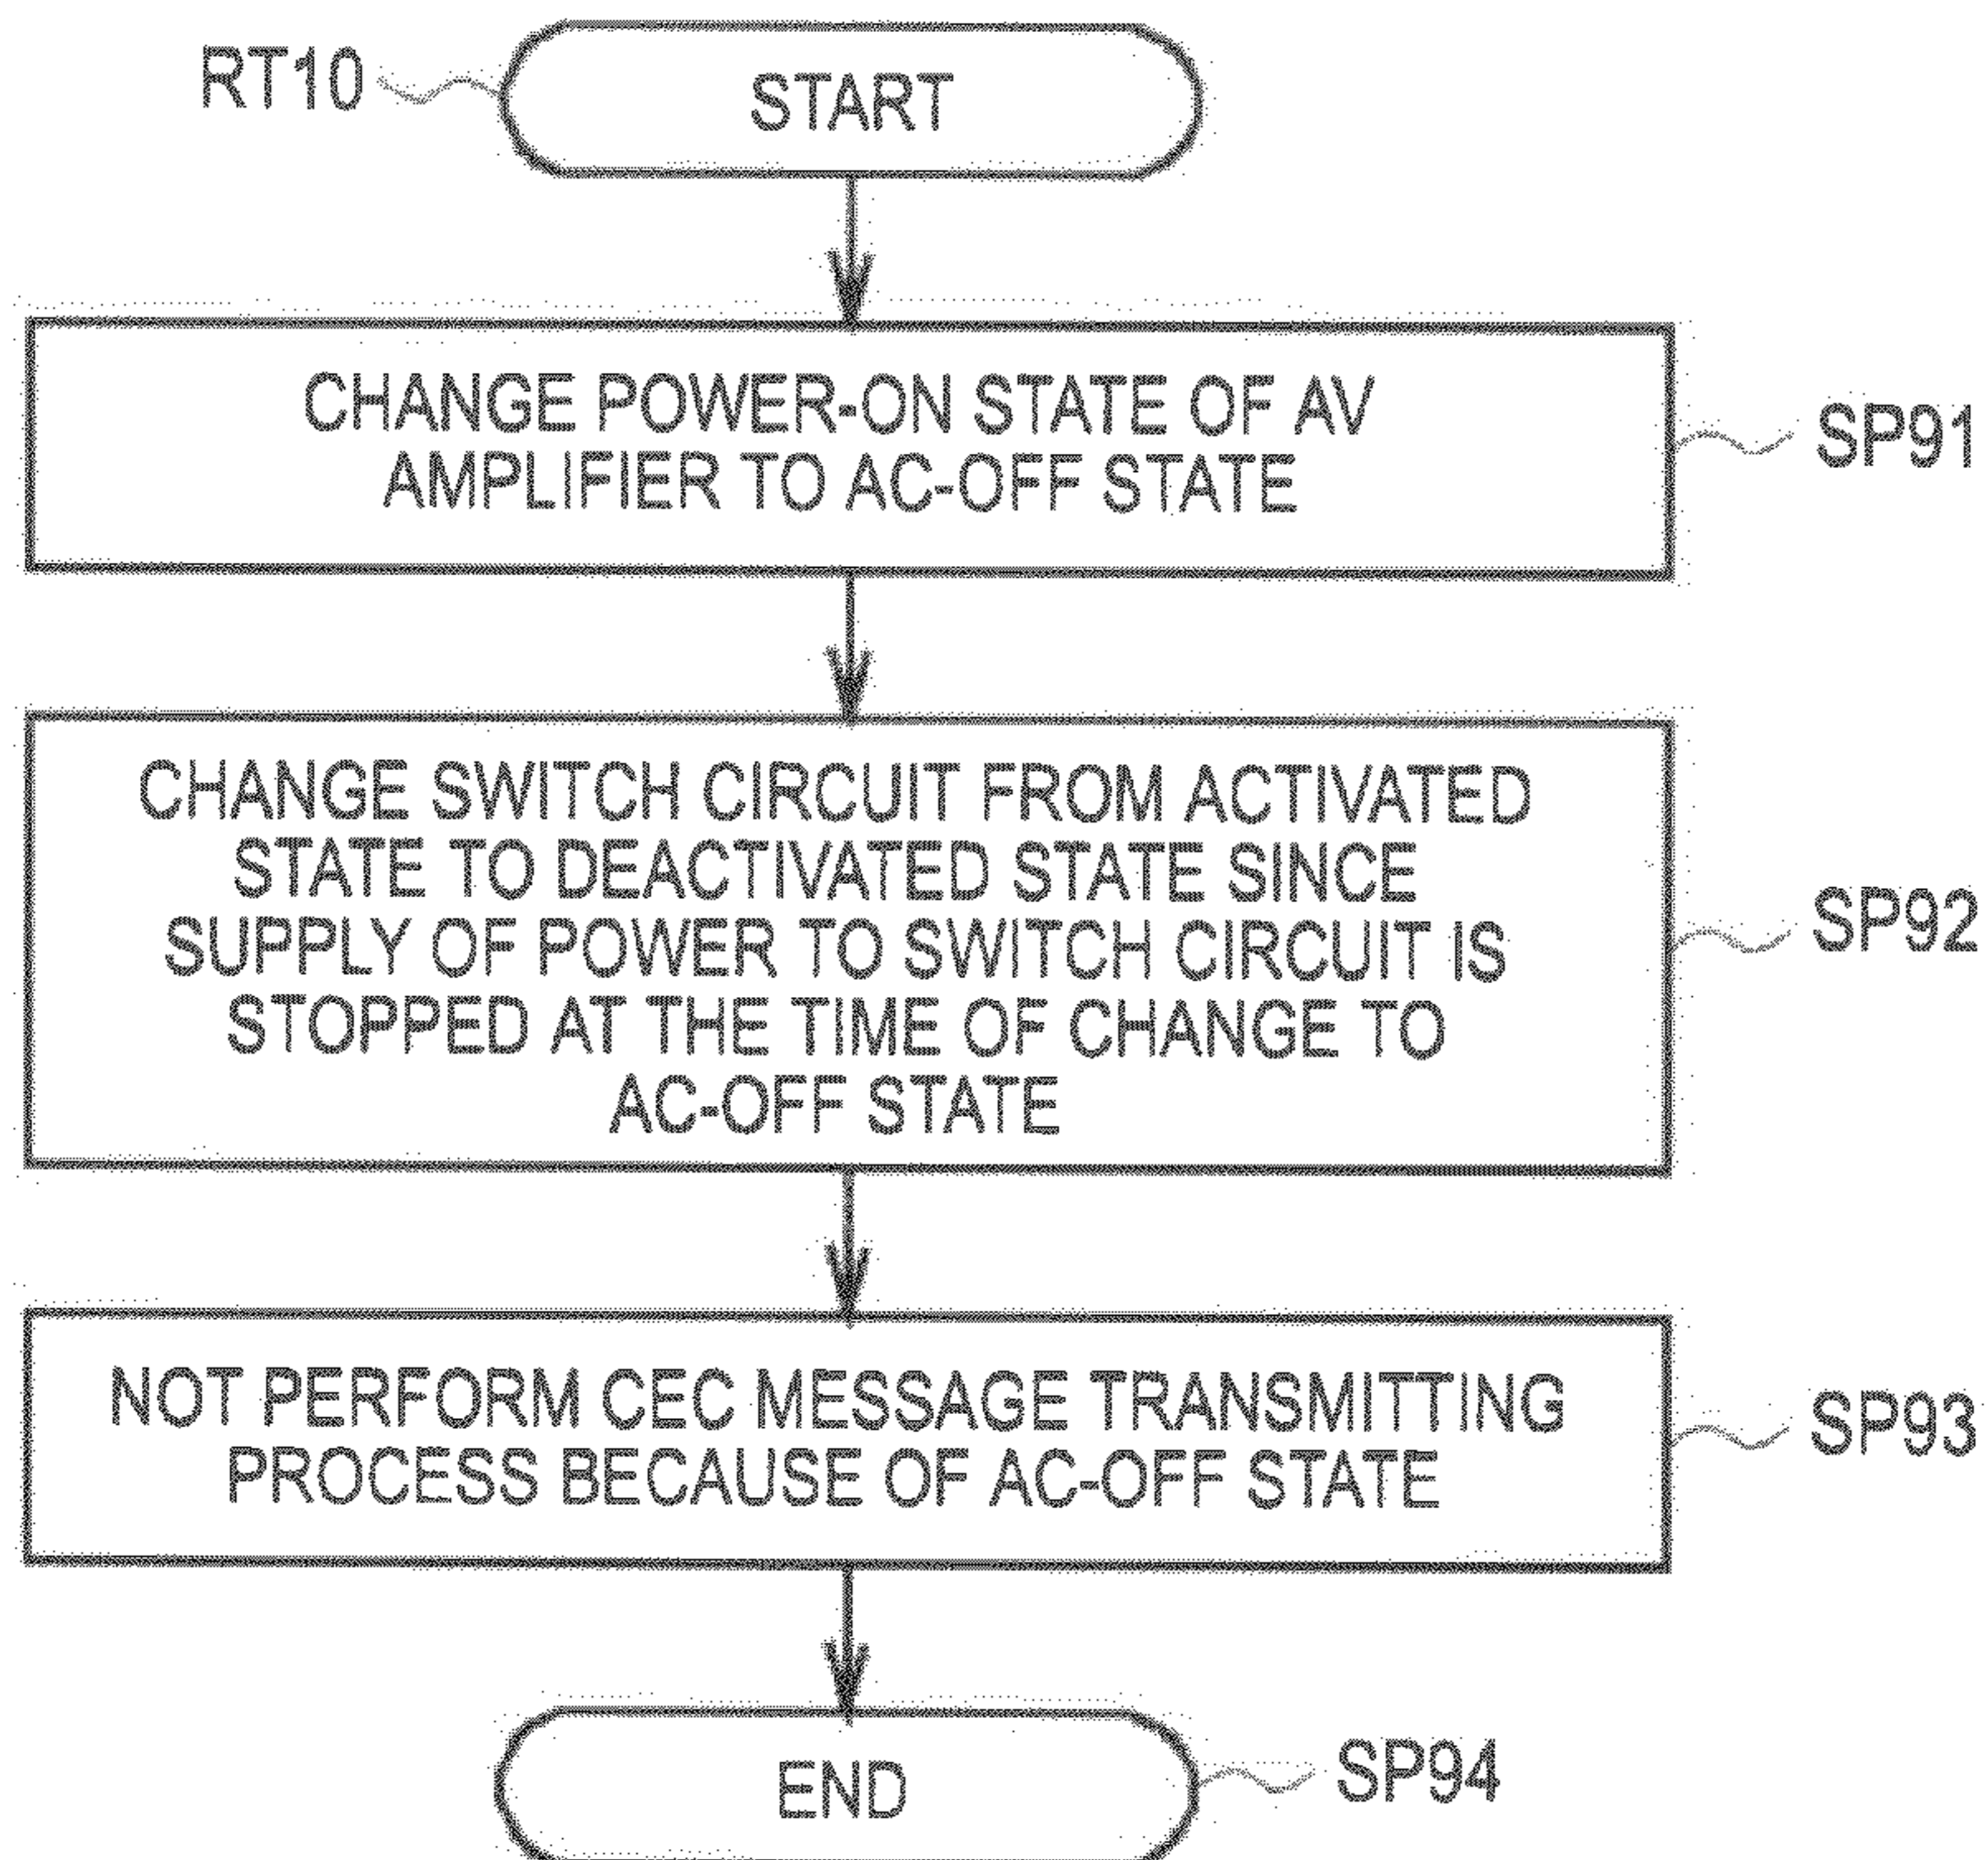 RT10
START
CHANGE POWER-ON STATE OF AV
AMPLIFIER TO AC-OFF STATE
SP91
CHANGE SWITCH CIRCUIT FROM ACTIVATED
STATE TO DEACTIVATED STATE SINCE
SUPPLY OF POWER TO SWITCH CIRCUIT IS
STOPPED AT THE TIME OF CHANGE TO
AC-OFF STATE
SP92
NOT PERFORM CEC MESSAGE TRANSMITTING
PROCESS BECAUSE OF AC-OFF STATE
SP93
END
SP94